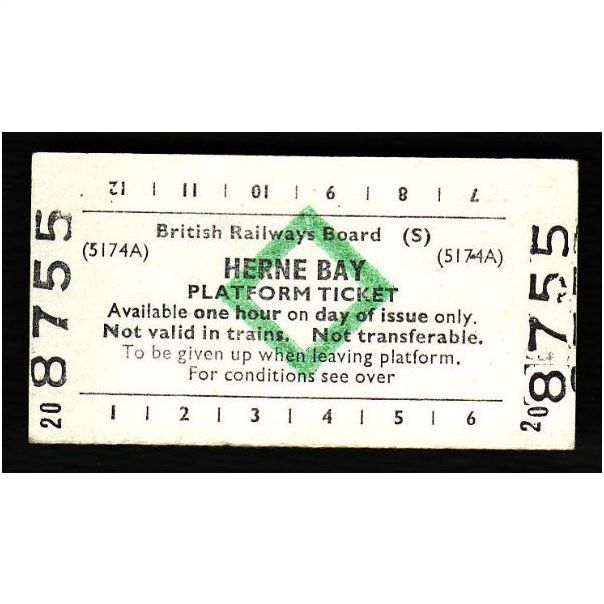 12 | 11 | 10 | 9 | 8 | 7
British Railways Board (S)
(5174A) (5174A)
HERNE BAY
PLATFORM TICKET
Available one hour on day of issue only.
Not valid in trains. Not transferable.
To be given up when leaving platform.
For conditions see over
1 | 2 | 3 | 4 | 5 | 6
20 8755
20 8755